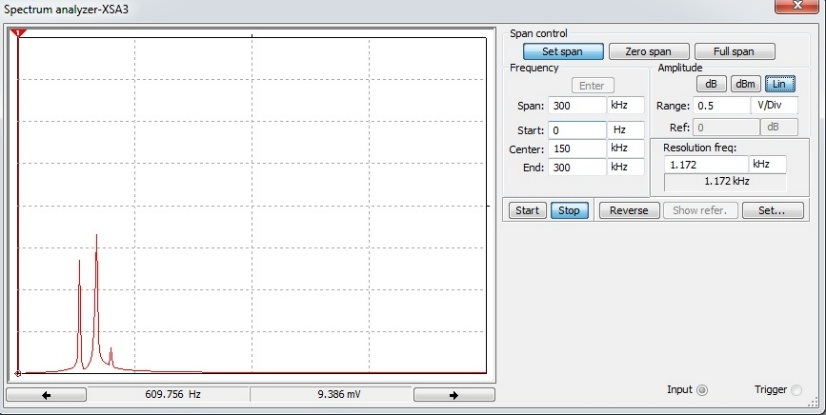 Spectrum analyzer-XSA3
1
Span control
Set span Zero span Full span
Frequency
Enter
Span: 300 kHz
Start: 0 Hz
Center: 150 kHz
End: 300 kHz
Amplitude
dB dBm Lin
Range: 0.5 V/Div
Ref: 0 dB
Resolution freq:
1.172 kHz
1.172 kHz
Start Stop Reverse Show refer. Set...
609.756 Hz 9.386 mV
Input Trigger